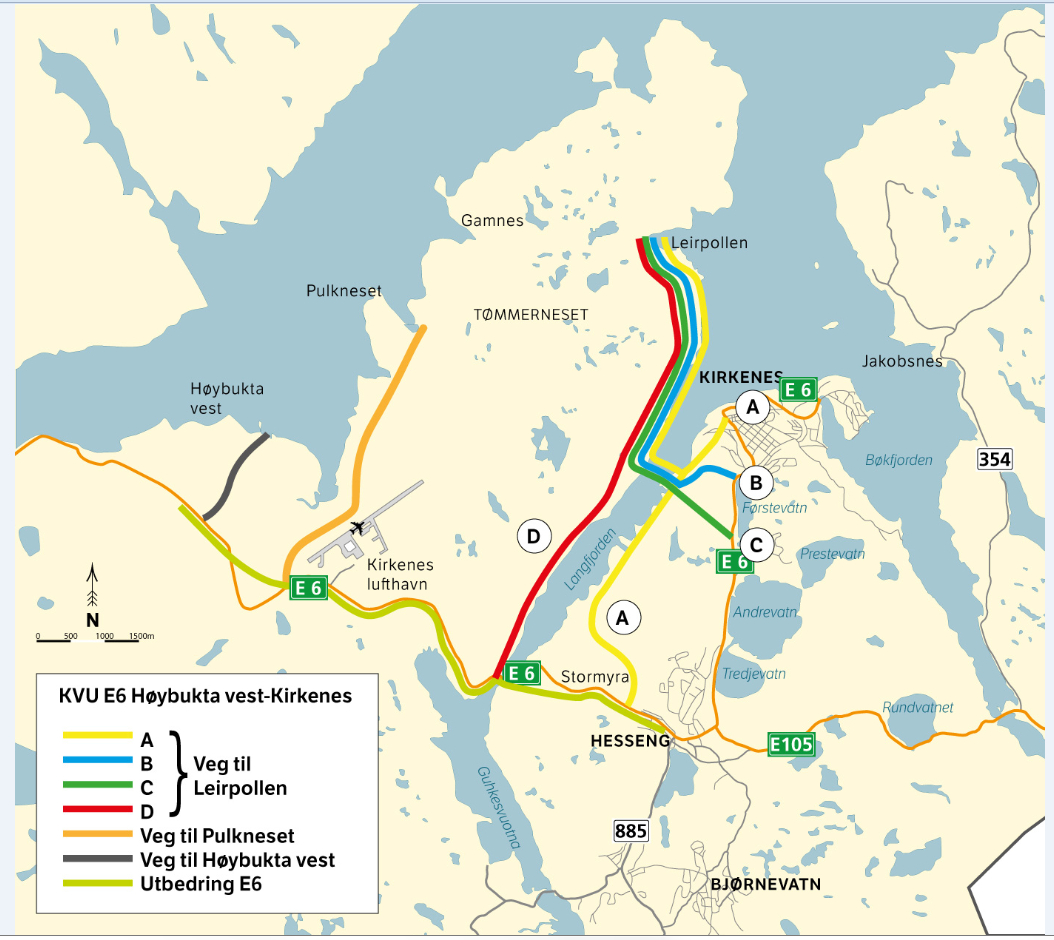 Gamnes
Leirpollen
Pulkneset
TØMMERNESET
Jakobsnes
KIRKENES
E 6
Høybukta
vest
A
354
Bøkfjorden
B
Førstevatn
D
C
Prestevatn
E 6
Langfjorden
Kirkenes
lufthavn
E 6
Andrevatn
A
N
0 500 1000 1500m
E 6
Stormyra
Tredjevatn
Rundvatnet
HESSENG
E105
KVU E6 Høybukta vest-Kirkenes
A
B
C
D
Veg til
Leirpollen
Veg til Pulkneset
Veg til Høybukta vest
Utbedring E6
Guhkesvuotna
885
BJØRNEVATN